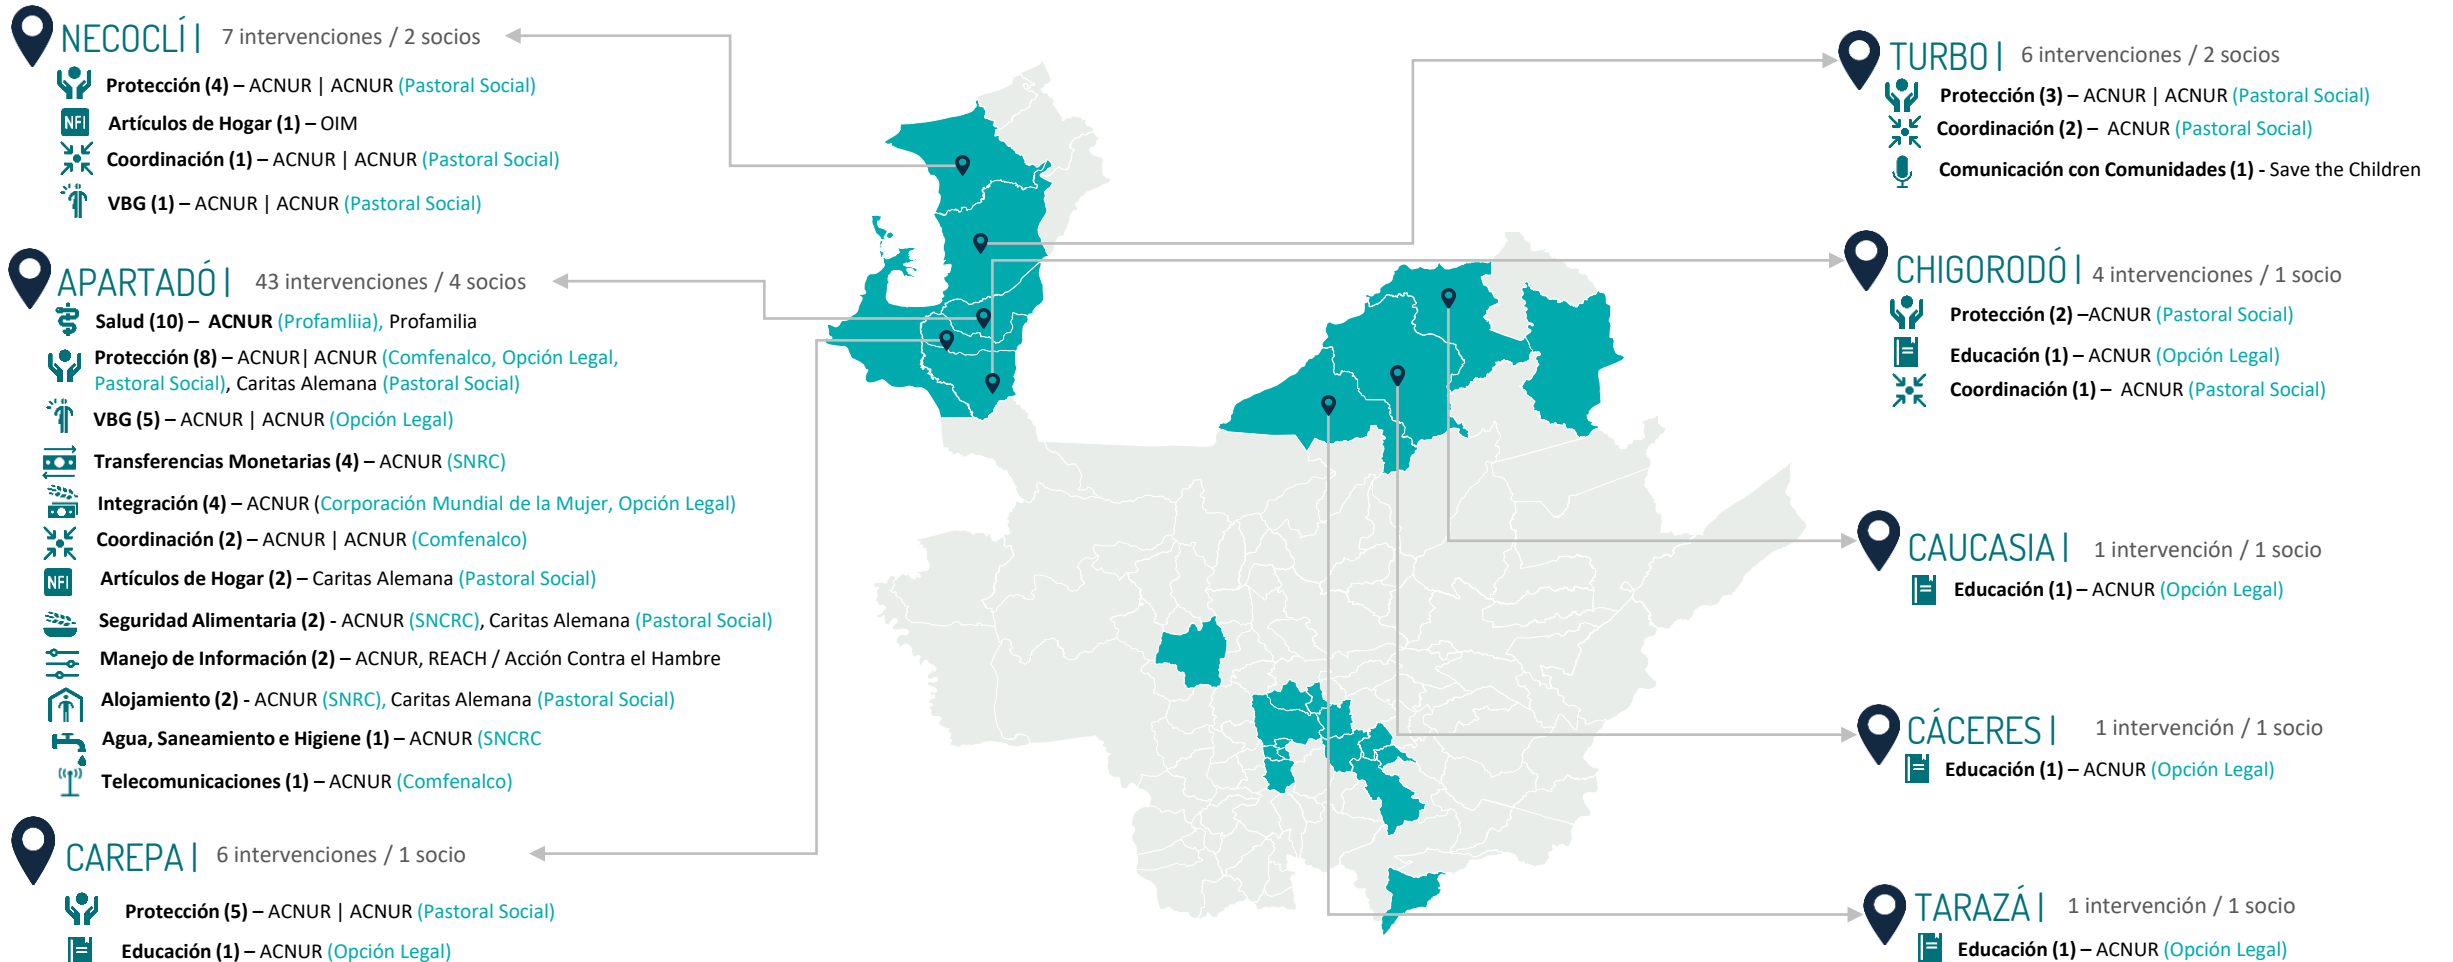 NECOCLÍ | 7 intervenciones / 2 socios
Protección (4) – ACNUR | ACNUR (Pastoral Social)
NFI Artículos de Hogar (1) – OIM
Coordinación (1) – ACNUR | ACNUR (Pastoral Social)
VBG (1) – ACNUR | ACNUR (Pastoral Social)
APARTADÓ | 43 intervenciones / 4 socios
Salud (10) – ACNUR (Profamliia), Profamilia
Protección (8) – ACNUR| ACNUR (Comfenalco, Opción Legal,
Pastoral Social), Caritas Alemana (Pastoral Social)
VBG (5) – ACNUR | ACNUR (Opción Legal)
Transferencias Monetarias (4) – ACNUR (SNRC)
Integración (4) – ACNUR (Corporación Mundial de la Mujer, Opción Legal)
Coordinación (2) – ACNUR | ACNUR (Comfenalco)
NFI Artículos de Hogar (2) – Caritas Alemana (Pastoral Social)
Seguridad Alimentaria (2) - ACNUR (SNCRC), Caritas Alemana (Pastoral Social)
Manejo de Información (2) – ACNUR, REACH / Acción Contra el Hambre
Alojamiento (2) - ACNUR (SNRC), Caritas Alemana (Pastoral Social)
Agua, Saneamiento e Higiene (1) – ACNUR (SNCRC
Telecomunicaciones (1) – ACNUR (Comfenalco)
CAREPA | 6 intervenciones / 1 socio
Protección (5) – ACNUR | ACNUR (Pastoral Social)
Educación (1) – ACNUR (Opción Legal)
TURBO | 6 intervenciones / 2 socios
Protección (3) – ACNUR | ACNUR (Pastoral Social)
Coordinación (2) – ACNUR (Pastoral Social)
Comunicación con Comunidades (1) - Save the Children
CHIGORODÓ | 4 intervenciones / 1 socio
Protección (2) –ACNUR (Pastoral Social)
Educación (1) – ACNUR (Opción Legal)
Coordinación (1) – ACNUR (Pastoral Social)
CAUCASIA | 1 intervención / 1 socio
Educación (1) – ACNUR (Opción Legal)
CÁCERES | 1 intervención / 1 socio
Educación (1) – ACNUR (Opción Legal)
TARAZÁ | 1 intervención / 1 socio
Educación (1) – ACNUR (Opción Legal)